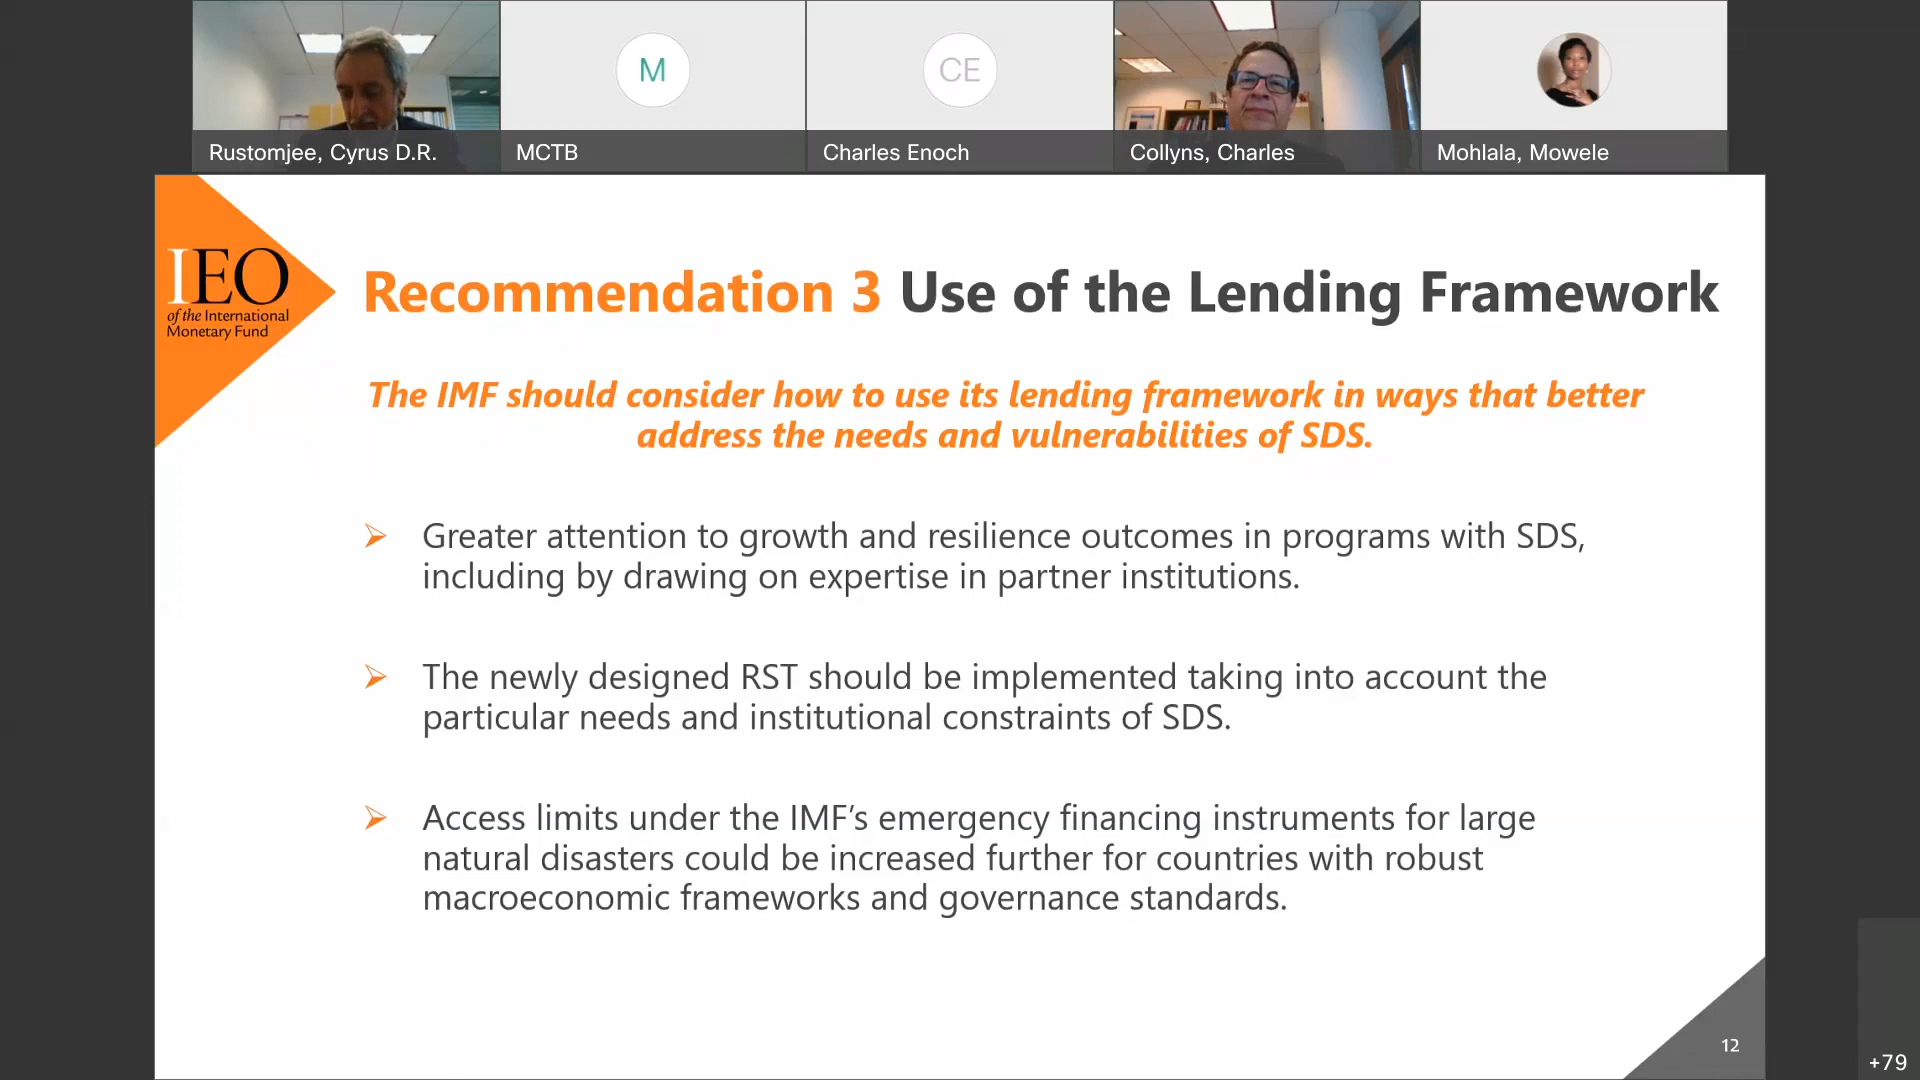 M
CE
Rustomjee, Cyrus D.R.
MCTB
Charles Enoch
Collyns, Charles
Mohlala, Mowele
IEO
of the International
Monetary Fund
Recommendation 3 Use of the Lending Framework
The IMF should consider how to use its lending framework in ways that better
address the needs and vulnerabilities of SDS.
Greater attention to growth and resilience outcomes in programs with SDS,
including by drawing on expertise in partner institutions.
The newly designed RST should be implemented taking into account the
particular needs and institutional constraints of SDS.
Access limits under the IMF’s emergency financing instruments for large
natural disasters could be increased further for countries with robust
macroeconomic frameworks and governance standards.
12
+79